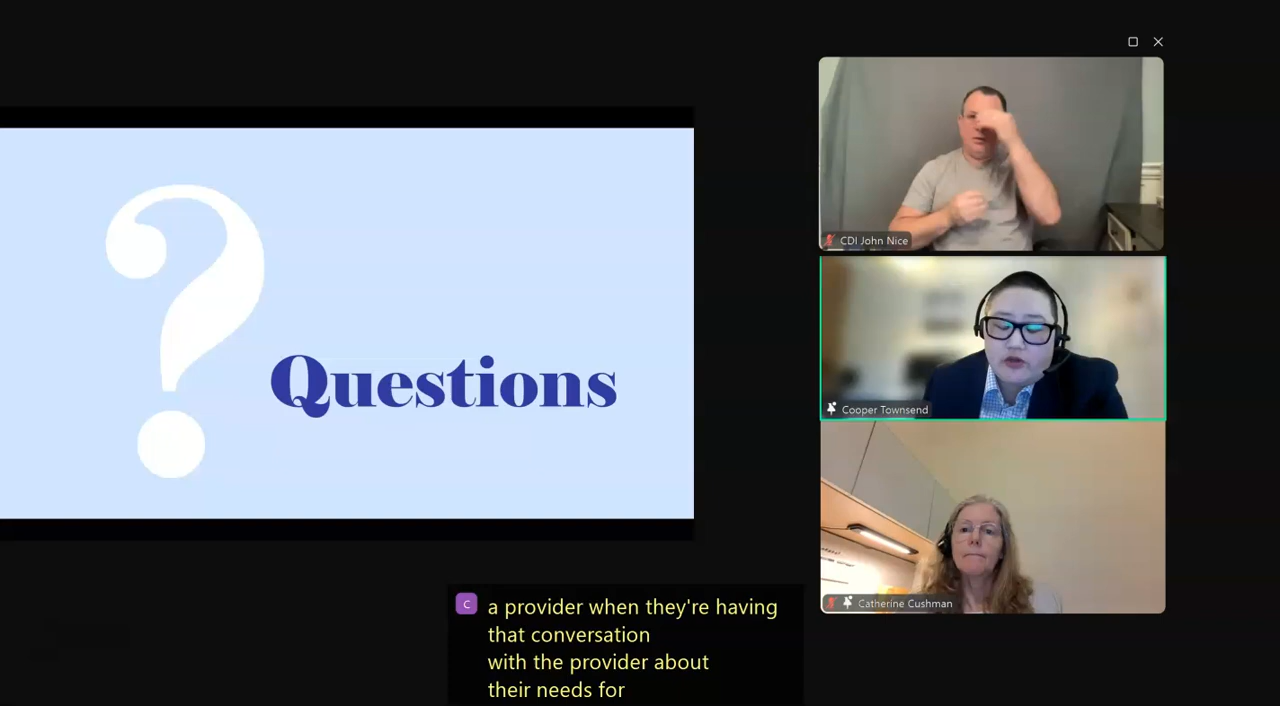 CDI John Nice
?
Questions
Cooper Townsend
Catherine Cushman
C
a provider when they're having
that conversation
with the provider about
their needs for